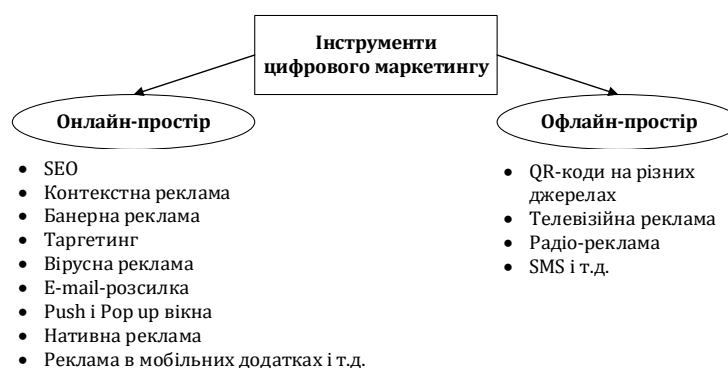 Інструменти
цифрового маркетингу
Онлайн-простір
• SEO
• Контекстна реклама
• Банерна реклама
• Таргетинг
• Вірусна реклама
• E-mail-розсилка
• Push і Pop up вікна
• Нативна реклама
• Реклама в мобільних додатках і т.д.
Офлайн-простір
• QR-коди на різних
джерелах
• Телевізійна реклама
• Радіо-реклама
• SMS і т.д.